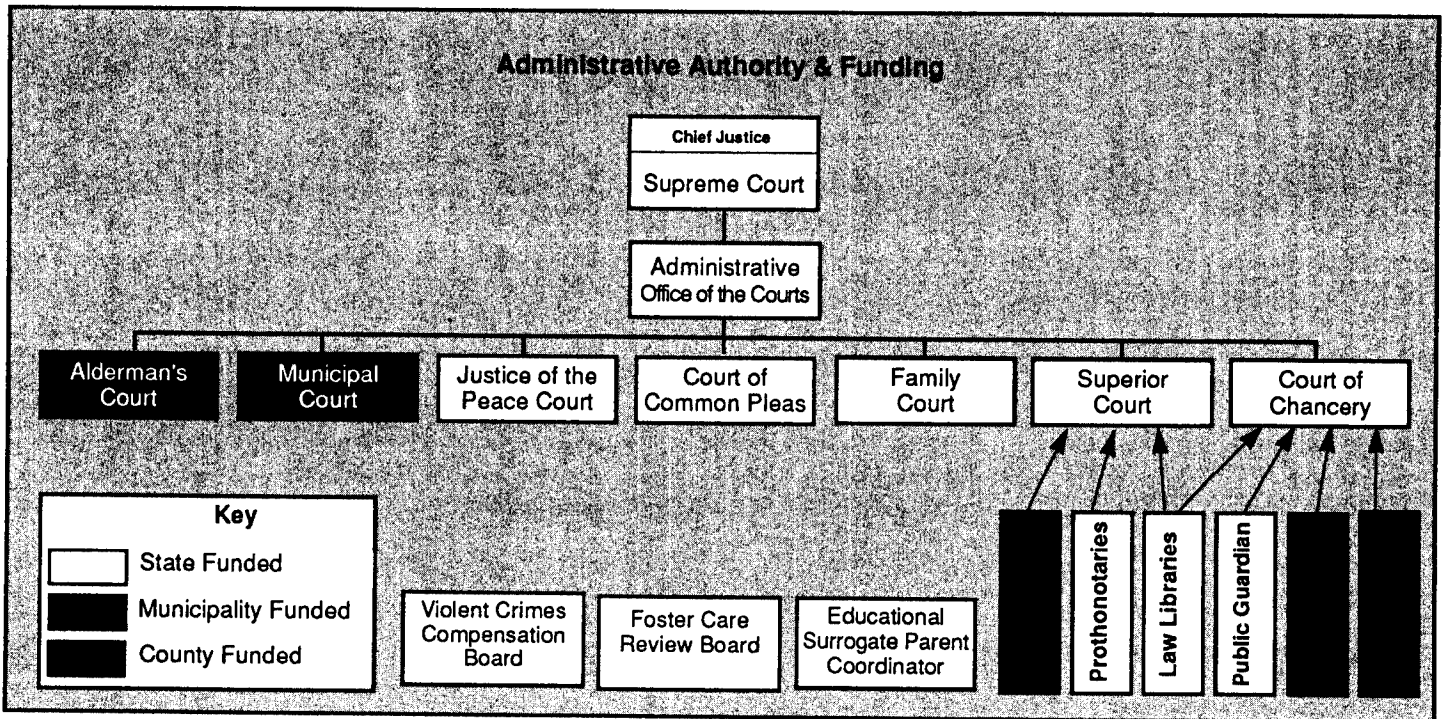 Administrative Authority & Funding
Chief Justice
Supreme Court
Administrative
Office of the Courts
Alderman's
Court
Municipal
Court
Justice of the
Peace Court
Court of
Common Pleas
Family
Court
Superior
Court
Court of
Chancery
Key
State Funded
Municipality Funded
County Funded
Violent Crimes
Compensation
Board
Foster Care
Review Board
Educational
Surrogate Parent
Coordinator
Prothonotaries
Law Libraries
Public Guardian